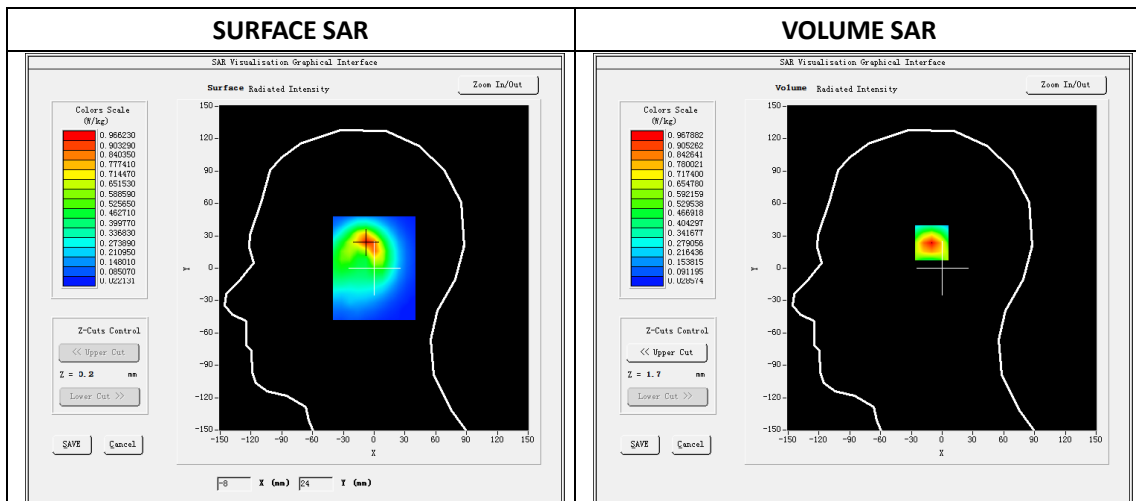 SURFACE SAR
VOLUME SAR
SAR Visualisation Graphical Interface
Surface Radiated Intensity
Zoom In/Out
Colors Scale
(W/kg)
0.966230
0.903290
0.840350
0.777410
0.714470
0.651530
0.588590
0.525650
0.462710
0.399770
0.336830
0.273890
0.210950
0.148010
0.085070
0.022131
150
120
90
60
30
0
-30
-60
-90
-120
-150
Y
-150 -120 -90 -60 -30 0 30 60 90 120 150
X
Z-Cuts Control
<< Upper Cut
Z = 0.2 mm
Lower Cut >>
SAVE Cancel
-8 X (mm) 24 Y (mm)
SAR Visualisation Graphical Interface
Volume Radiated Intensity
Zoom In/Out
Colors Scale
(W/kg)
0.967882
0.905262
0.842641
0.780021
0.717400
0.654780
0.592159
0.529538
0.466918
0.404297
0.341677
0.279056
0.216436
0.153815
0.091195
0.028574
150
120
90
60
30
0
-30
-60
-90
-120
-150
Y
-150 -120 -90 -60 -30 0 30 60 90 120 150
X
Z-Cuts Control
<< Upper Cut
Z = 1.7 mm
Lower Cut >>
SAVE Cancel